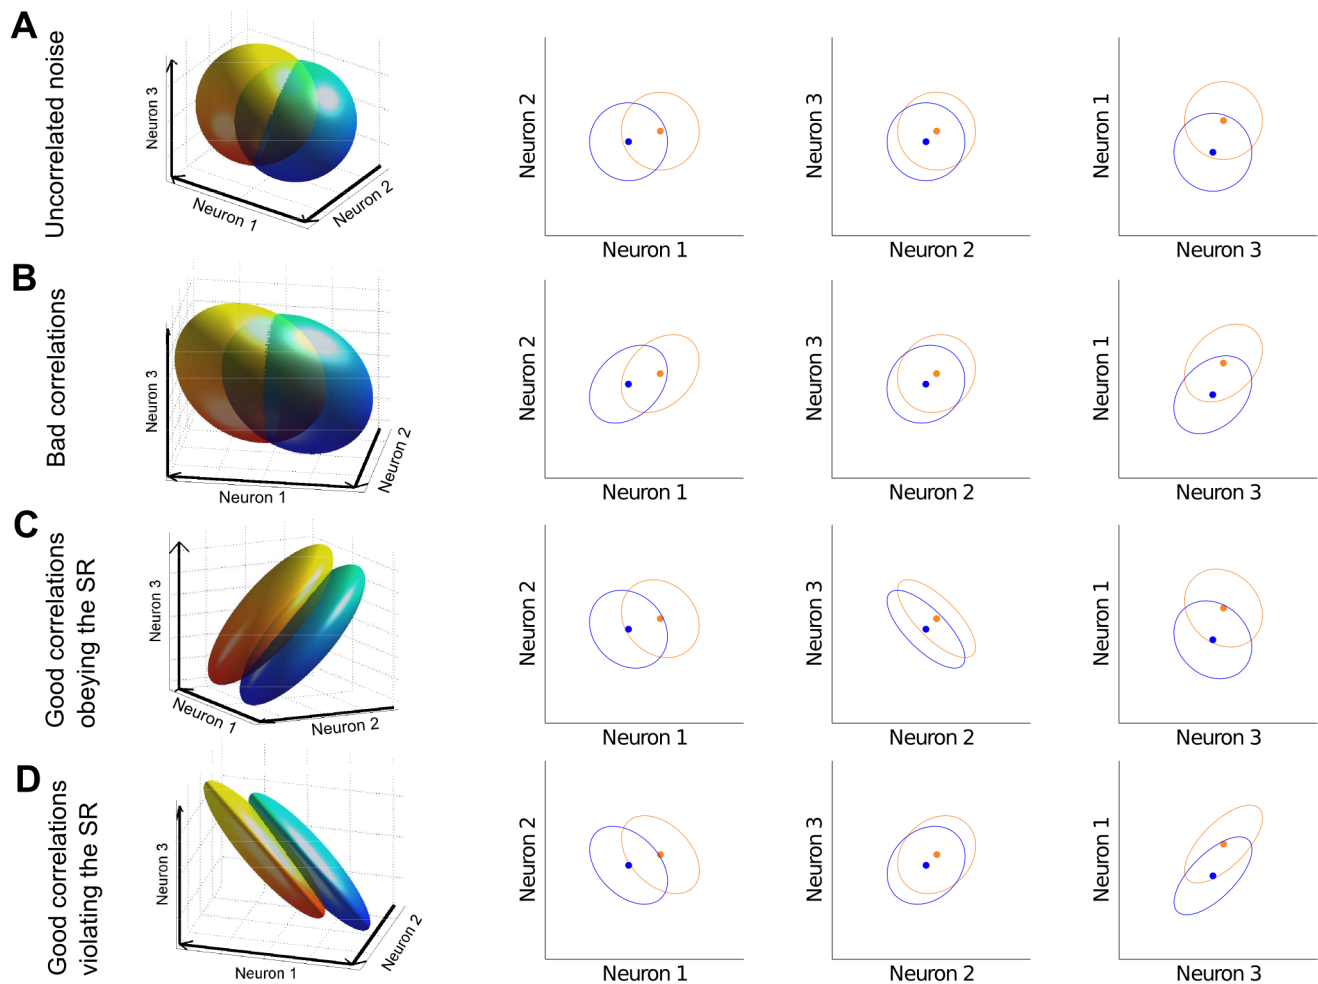 A
Uncorrelated noise
Neuron 3
Neuron 1
Neuron 2
Neuron 2
Neuron 1
Neuron 3
Neuron 2
Neuron 1
Neuron 3
B
Bad correlations
Neuron 3
Neuron 1
Neuron 2
Neuron 2
Neuron 1
Neuron 3
Neuron 2
Neuron 1
Neuron 3
C
Good correlations
obeying the SR
Neuron 3
Neuron 1
Neuron 2
Neuron 2
Neuron 1
Neuron 3
Neuron 2
Neuron 1
Neuron 3
D
Good correlations
violating the SR
Neuron 3
Neuron 1
Neuron 2
Neuron 2
Neuron 1
Neuron 3
Neuron 2
Neuron 1
Neuron 3